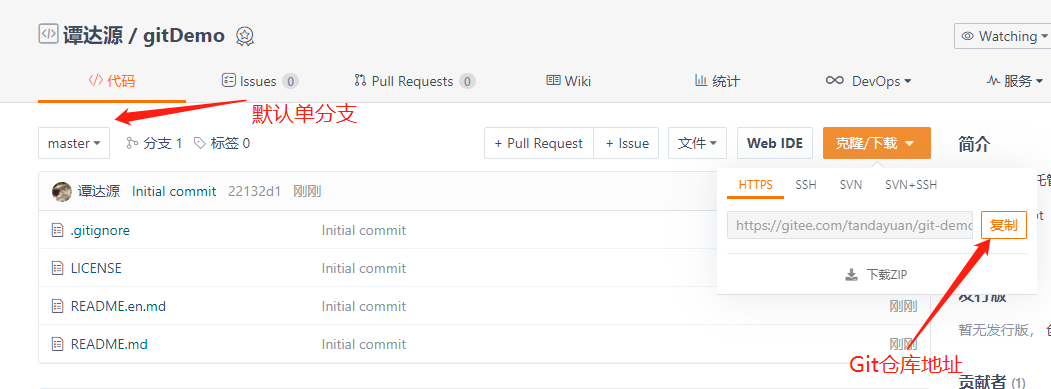 谭达源 / gitDemo
Watching
代码
Issues 0
Pull Requests 0
Wiki
统计
DevOps
服务
默认单分支
master
分支 1
标签 0
+ Pull Request
+ Issue
文件
Web IDE
克隆/下载
简介
HTTPS
SSH
SVN
SVN+SSH
谭达源 Initial commit 22132d1 刚刚
https://gitee.com/tandayuan/git-demo
复制
.gitignore Initial commit
LICENSE Initial commit
下载ZIP
README.en.md Initial commit 刚刚
发行版
暂无发行版，
README.md Initial commit 刚刚
Git仓库地址
贡献者 (1)